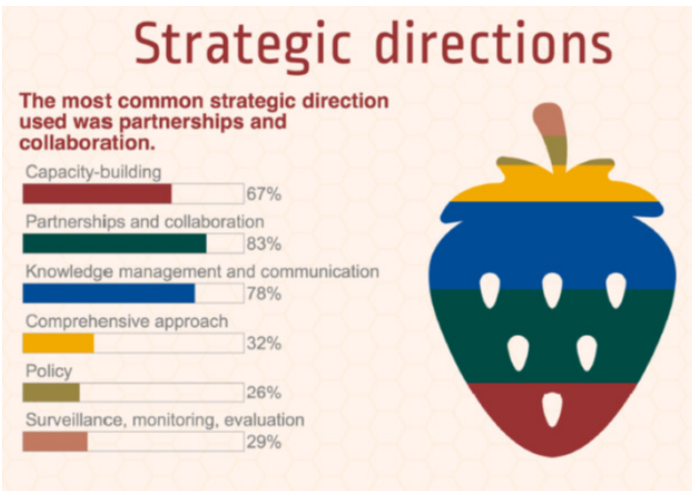 Strategic directions
The most common strategic direction
used was partnerships and
collaboration.
Capacity-building
67%
Partnerships and collaboration
83%
Knowledge management and communication
78%
Comprehensive approach
32%
Policy
26%
Surveillance, monitoring, evaluation
29%